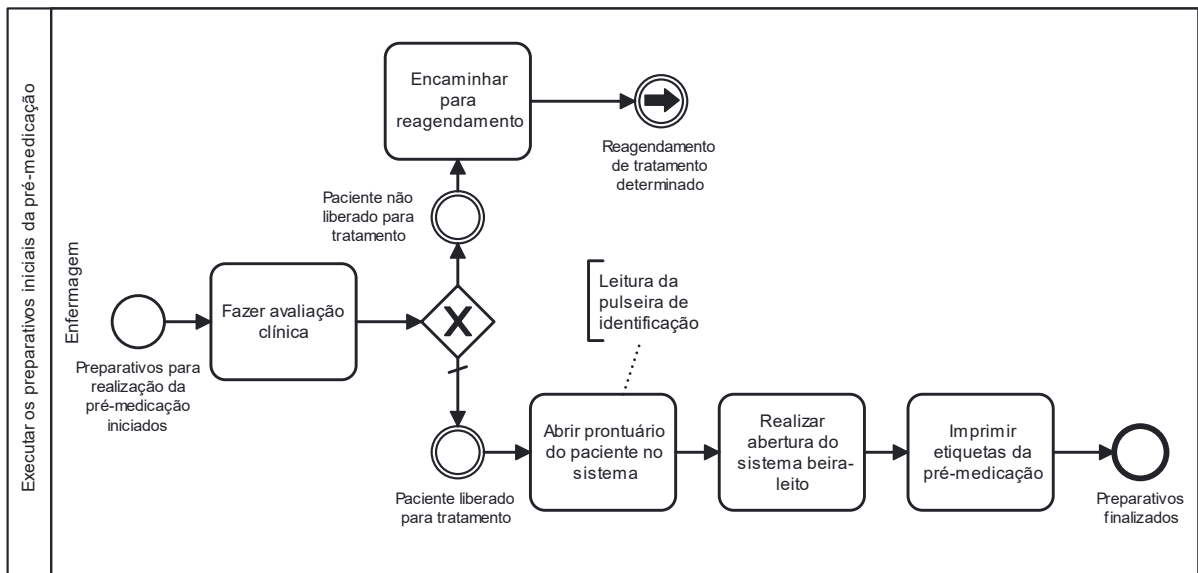 Executar os preparativos iniciais da pré-medicação
Enfermagem
Preparativos para
realização da
pré-medicação
iniciados
Fazer avaliação
clínica
X
Paciente não
liberado para
tratamento
Encaminhar
para
reagendamento
Reagendamento
de tratamento
determinado
Paciente liberado
para tratamento
Leitura da
pulseira de
identificação
Abrir prontuário
do paciente no
sistema
Realizar
abertura do
sistema beira-
leito
Imprimir
etiquetas da
pré-medicação
Preparativos
finalizados